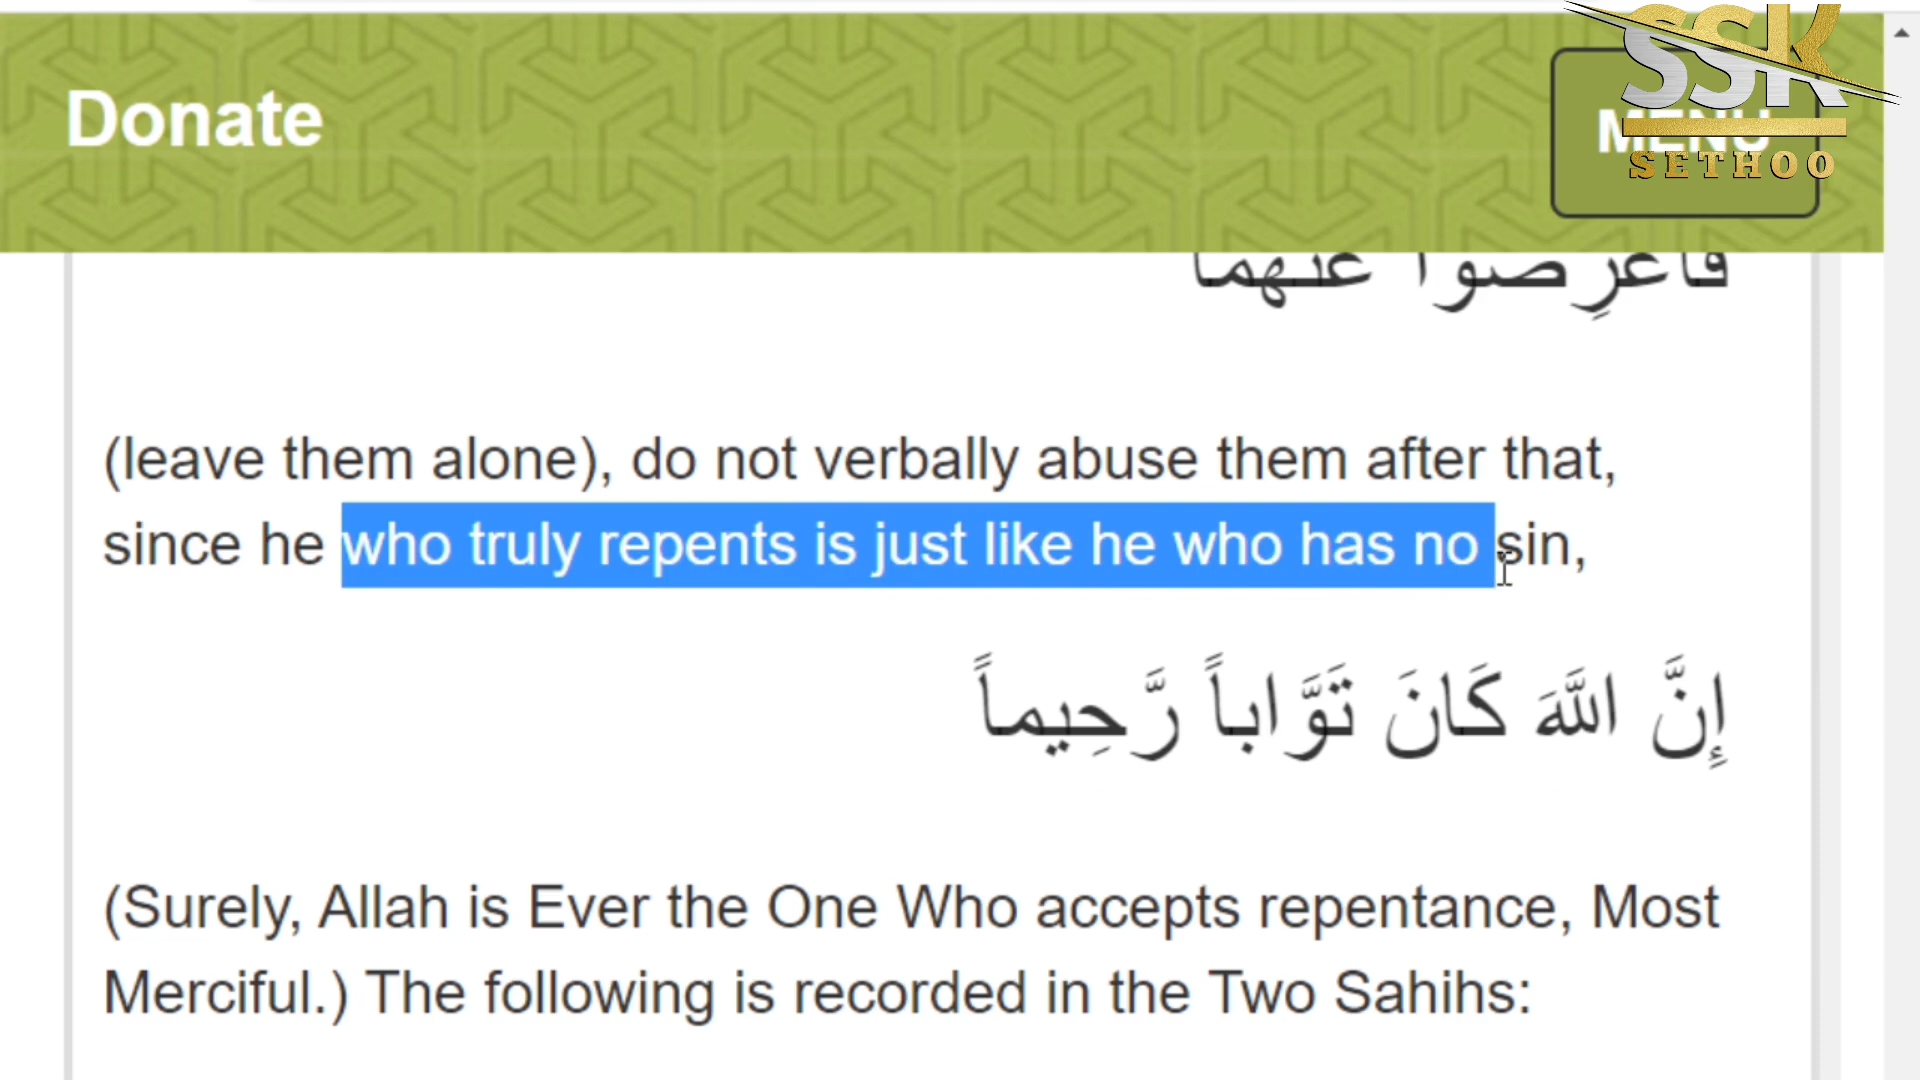 Donate
MENU
SSK
SETHOO
فَأَعْرِضُوا عَنْهُمَا
(leave them alone), do not verbally abuse them after that,
since he who truly repents is just like he who has no sin,
إِنَّ اللَّهَ كَانَ تَوَّاباً رَّحِيماً
(Surely, Allah is Ever the One Who accepts repentance, Most
Merciful.) The following is recorded in the Two Sahihs: